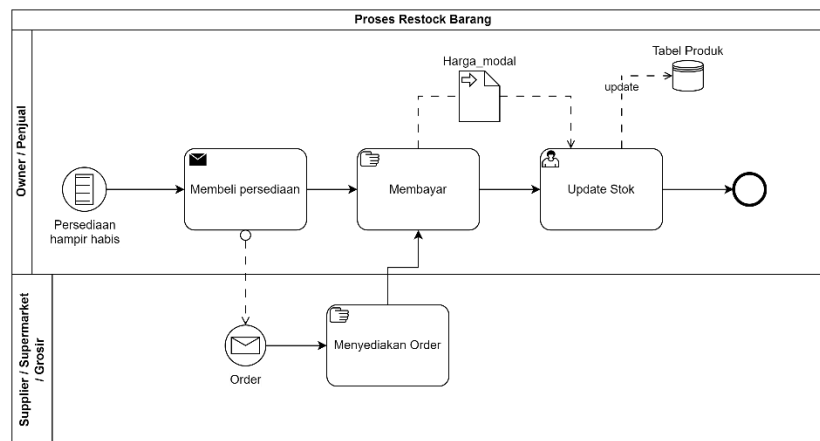 Proses Restock Barang
Owner / Penjual
Harga_modal
Tabel Produk
update
Persediaan
hampir habis
Membeli persediaan
Membayar
Update Stok
Supplier / Supermarket
/ Grosir
Order
Menyediakan Order